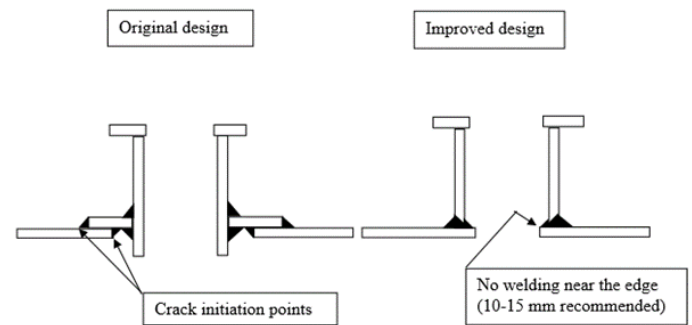 Original design
Improved design
Crack initiation points
No welding near the edge
(10-15 mm recommended)